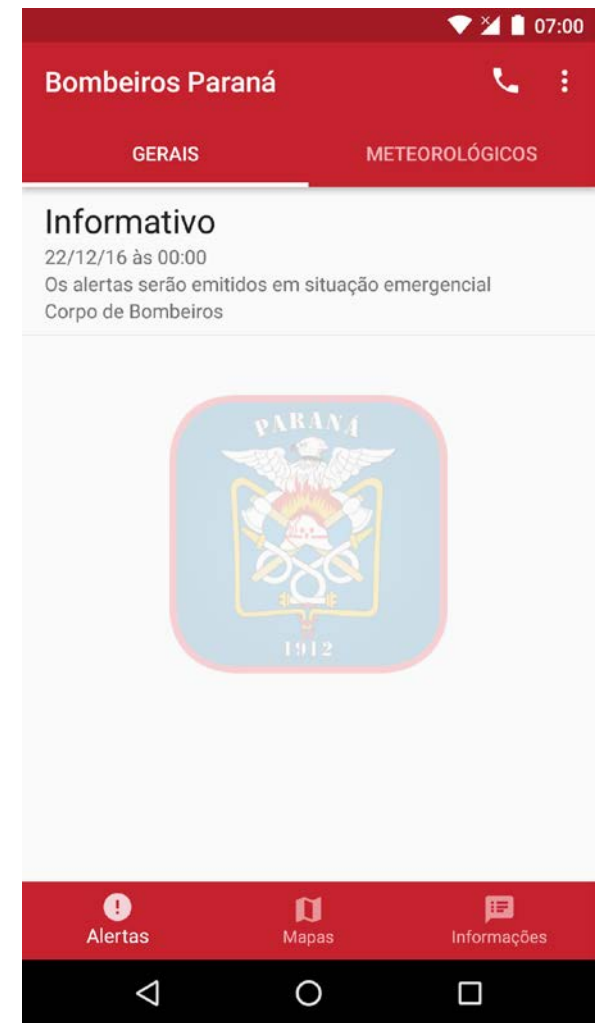 07:00
Bombeiros Paraná
GERAIS METEOROLÓGICOS
Informativo
22/12/16 às 00:00
Os alertas serão emitidos em situação emergencial
Corpo de Bombeiros
PARANÁ
1912
Alertas Mapas Informações